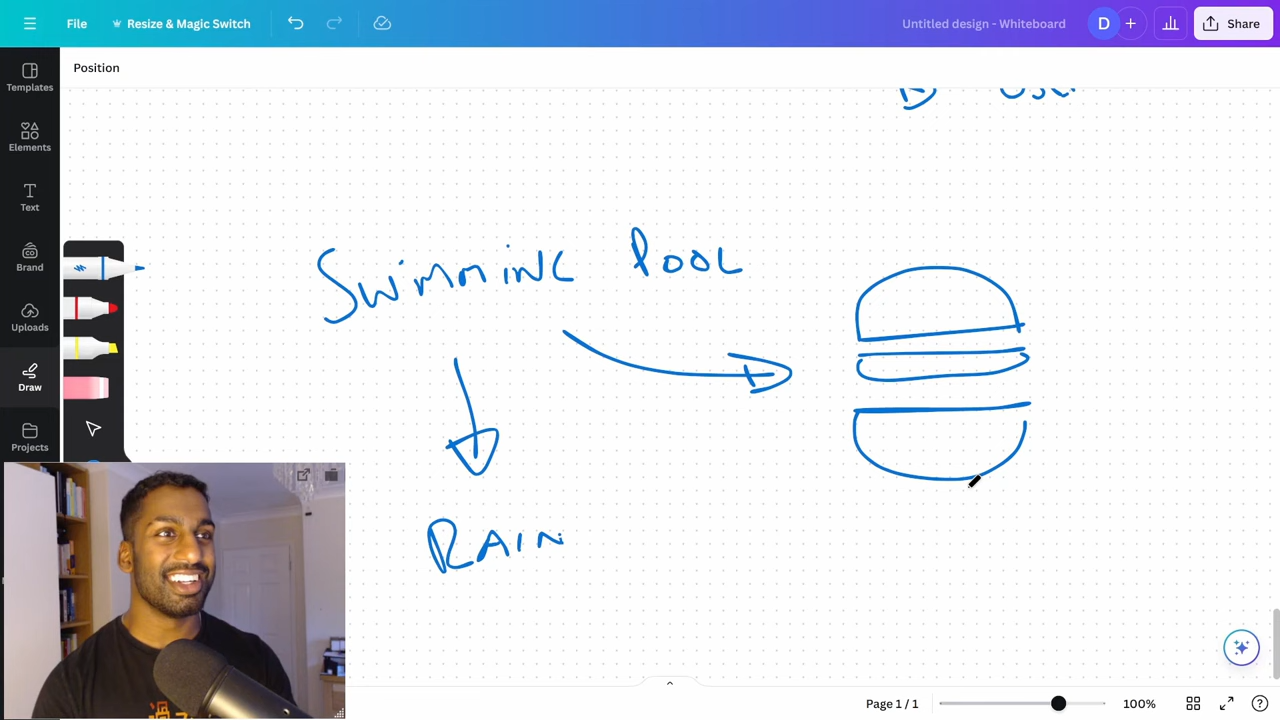 File
Resize & Magic Switch
Untitled design - Whiteboard
D
Share
Position
Templates
Elements
Text
Brand
Uploads
Draw
Projects
SwimminC Pool
RAIN
Page 1 / 1
100%